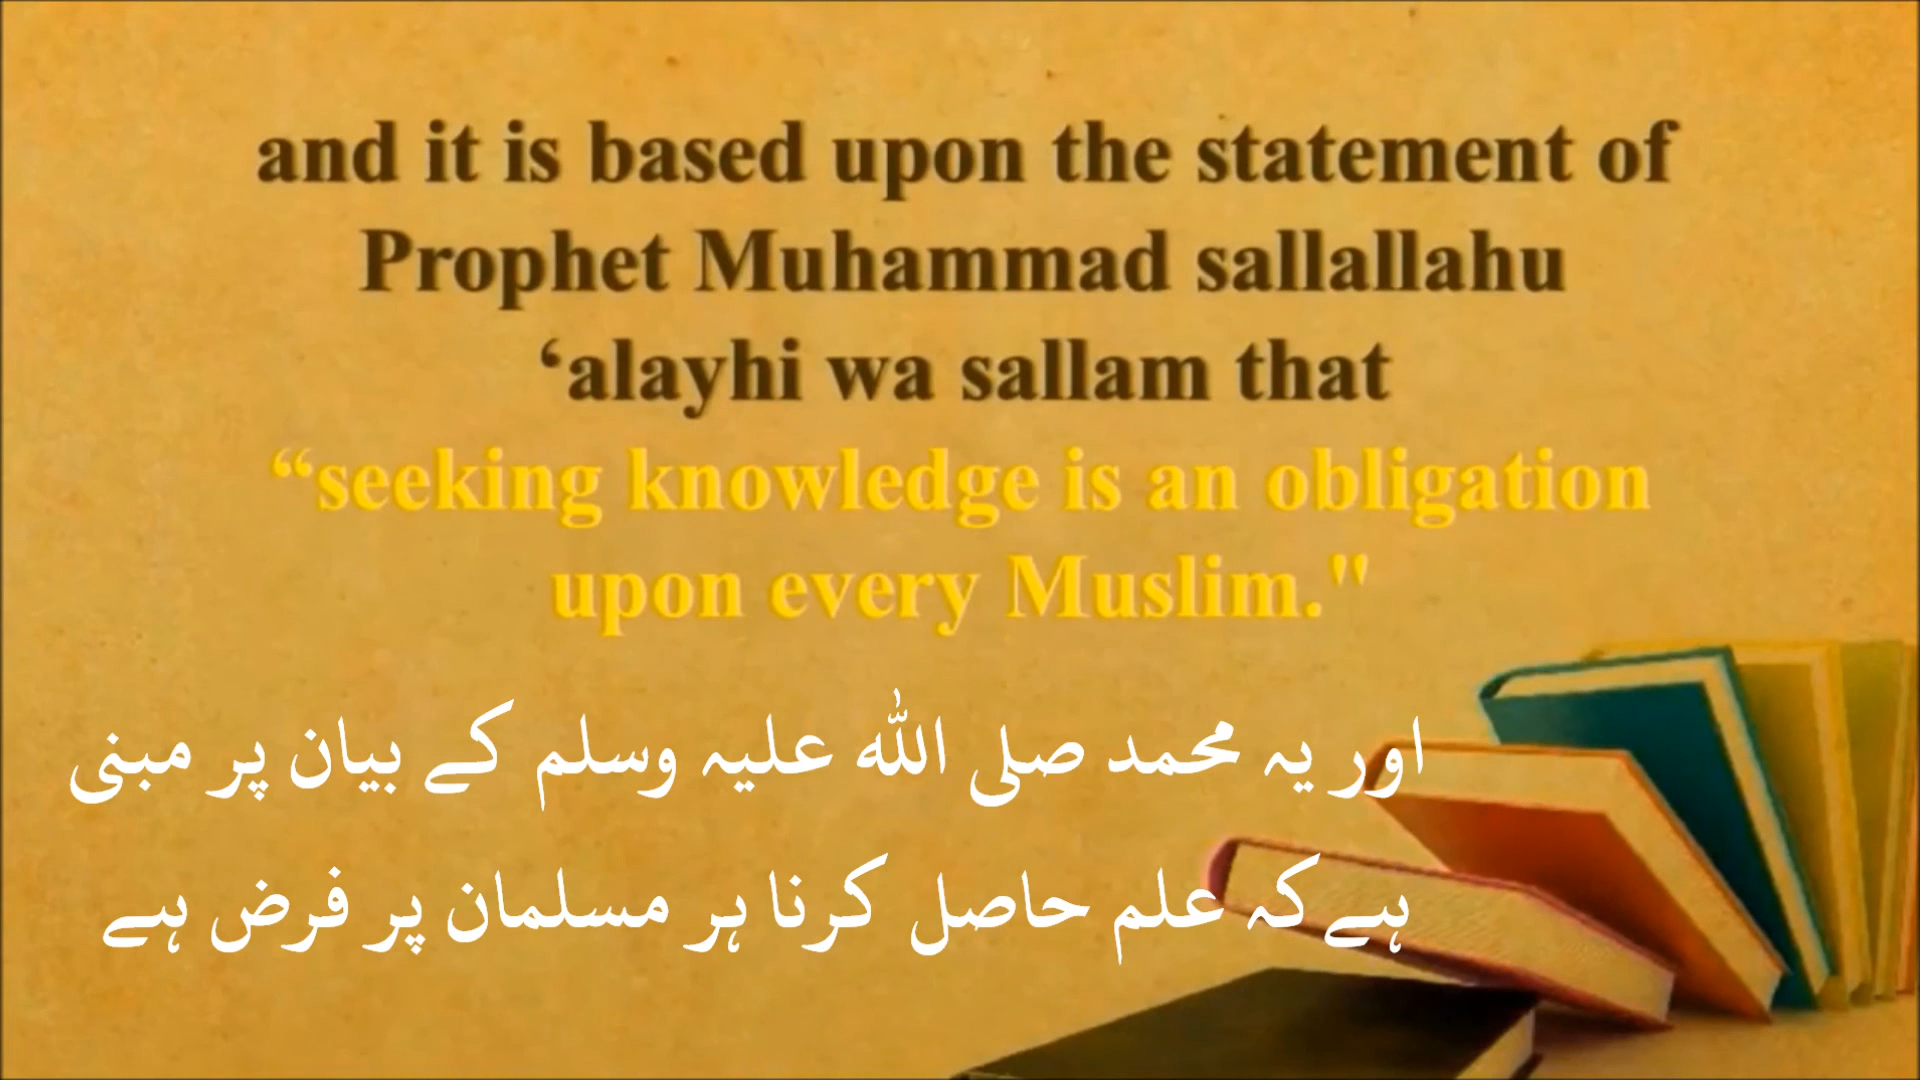 and it is based upon the statement of
Prophet Muhammad sallallahu
‘alayhi wa sallam that
“seeking knowledge is an obligation
upon every Muslim."
اور یہ محمد صلی اللہ علیہ وسلم کے بیان پر مبنی
ہےکہ علم حاصل کرنا ہر مسلمان پر فرض ہے